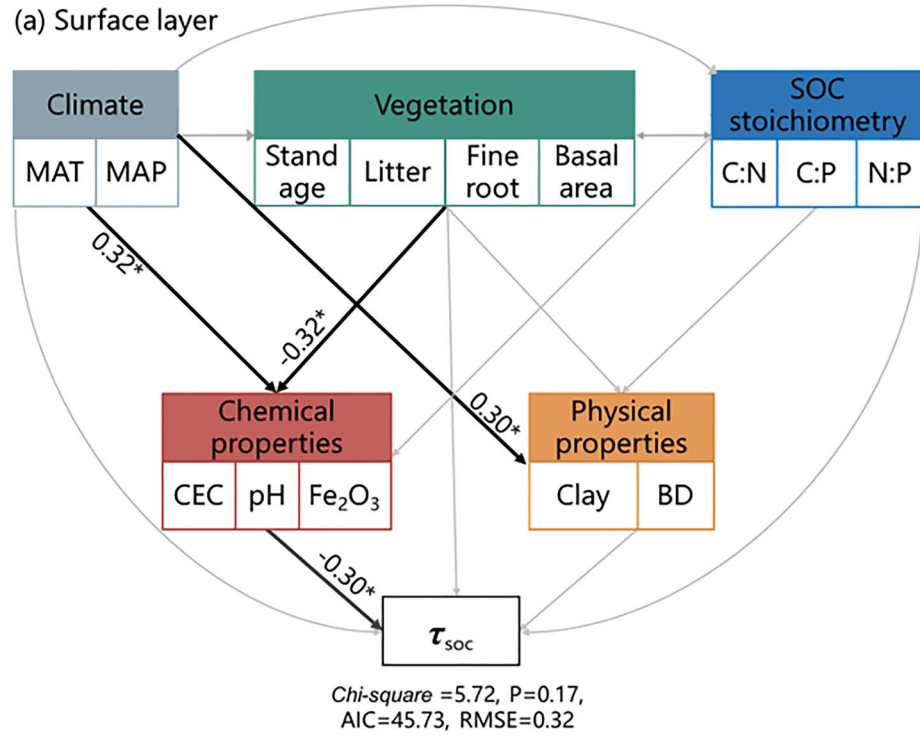 (a) Surface layer
Climate
MAT MAP
Vegetation
Stand age Litter Fine root Basal area
SOC
stoichiometry
C:N C:P N:P
0.32*
-0.32*
0.30*
Chemical
properties
CEC pH Fe₂O₃
Physical
properties
Clay BD
-0.30*
τsoc
Chi-square =5.72, P=0.17,
AIC=45.73, RMSE=0.32